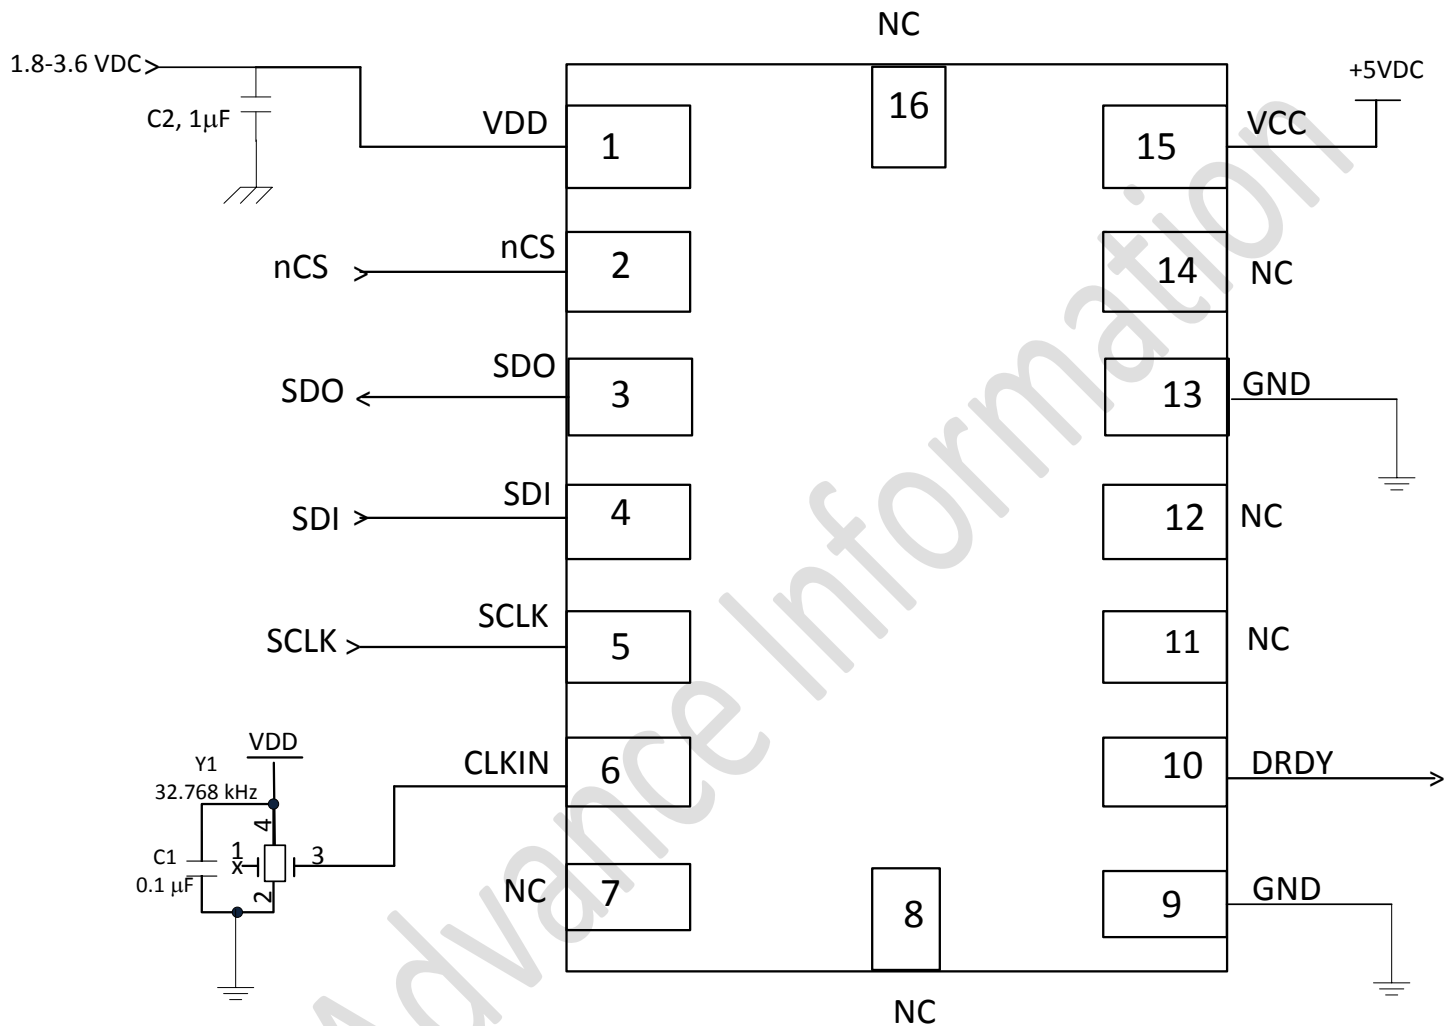 NC
1.8-3.6 VDC
+5VDC
C2, 1µF
VDD
1
16
15
VCC
nCS
nCS
2
14
NC
SDO
SDO
3
13
GND
SDI
SDI
4
12
NC
SCLK
SCLK
5
11
NC
VDD
Y1
32.768 kHz
CLKIN
6
10
DRDY
4
C1
0.1 µF
1
x
3
2
NC
7
8
9
GND
NC
Advance Information